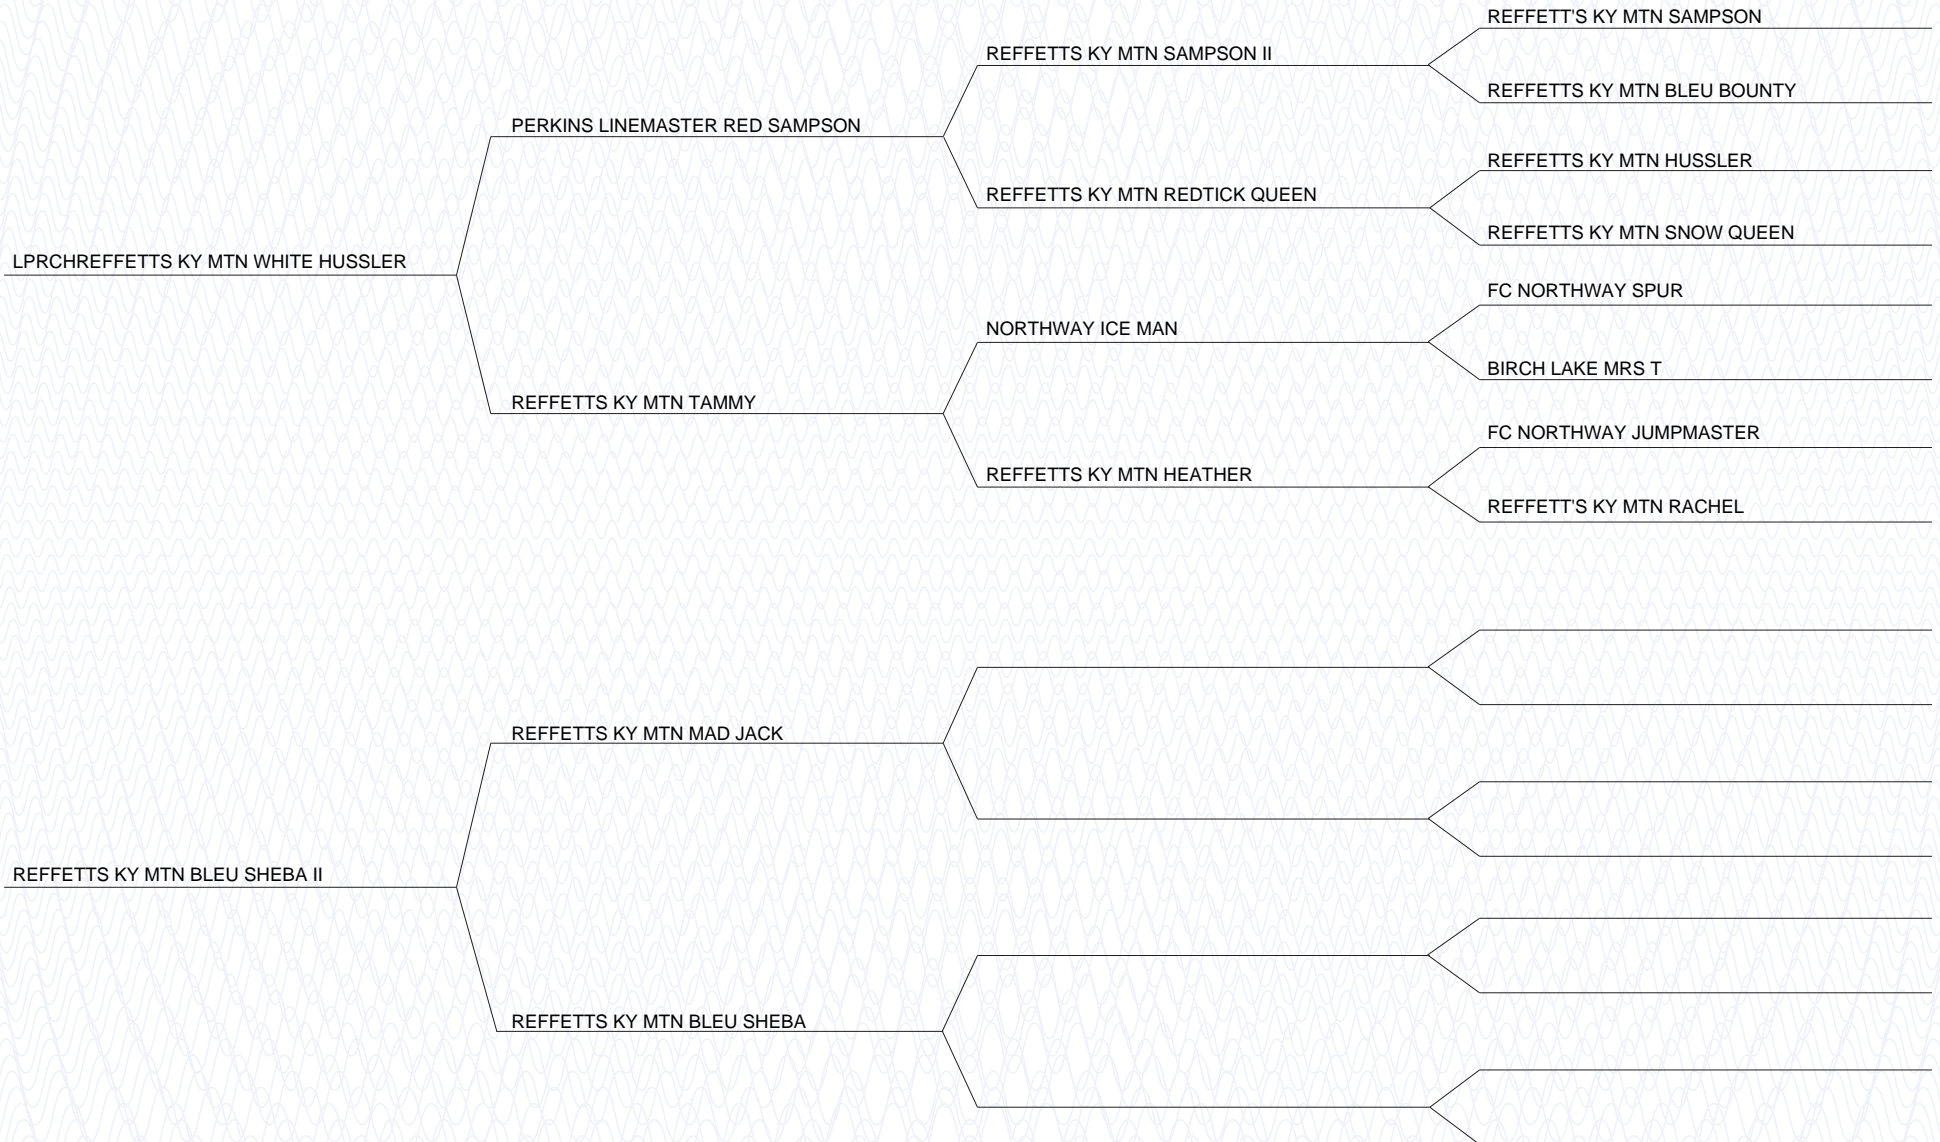 REFFETT'S KY MTN SAMPSON
REFFETTS KY MTN SAMPSON II
REFFETTS KY MTN BLEU BOUNTY
PERKINS LINEMASTER RED SAMPSON
REFFETTS KY MTN HUSSLER
REFFETTS KY MTN REDTICK QUEEN
REFFETTS KY MTN SNOW QUEEN
LPRCHREFFETTS KY MTN WHITE HUSSLER
FC NORTHWAY SPUR
NORTHWAY ICE MAN
BIRCH LAKE MRS T
REFFETTS KY MTN TAMMY
FC NORTHWAY JUMPMASTER
REFFETTS KY MTN HEATHER
REFFETT'S KY MTN RACHEL
REFFETTS KY MTN MAD JACK
REFFETTS KY MTN BLEU SHEBA II
REFFETTS KY MTN BLEU SHEBA